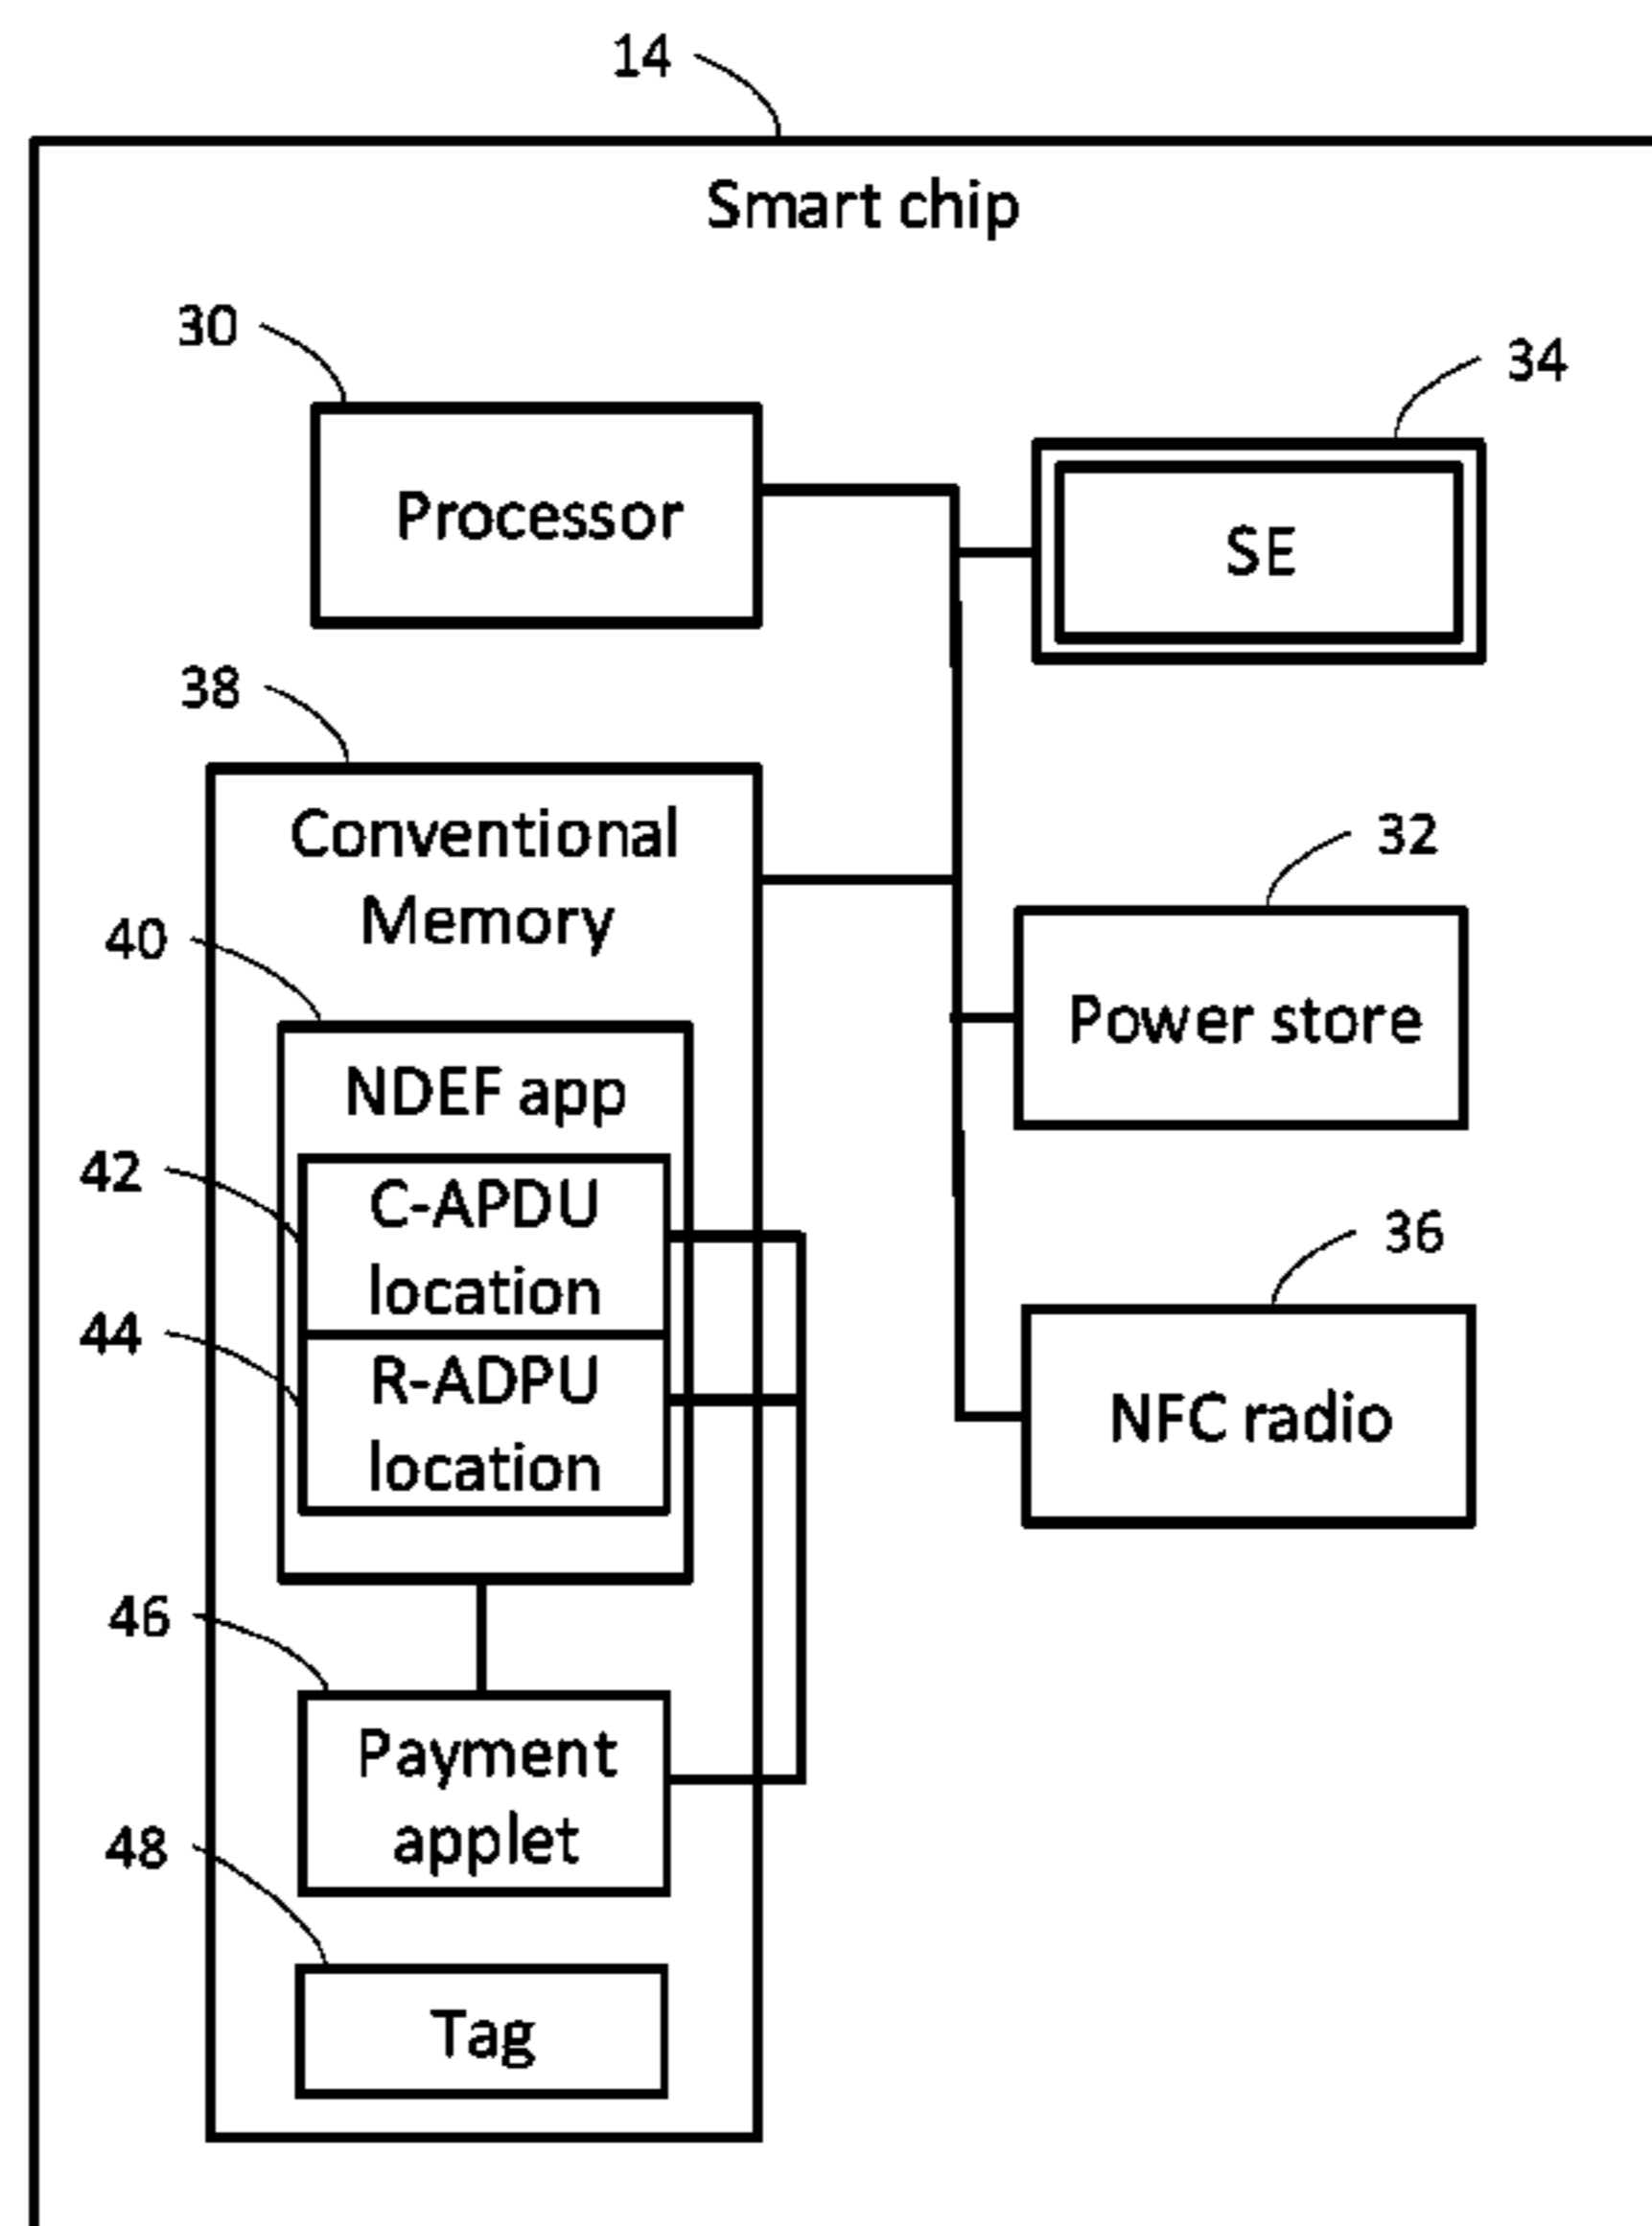 14
Smart chip
30
34
Processor
SE
38
Conventional
Memory
32
40
Power store
NDEF app
42
C-APDU
location
36
44
R-ADPU
location
NFC radio
46
Payment
applet
48
Tag